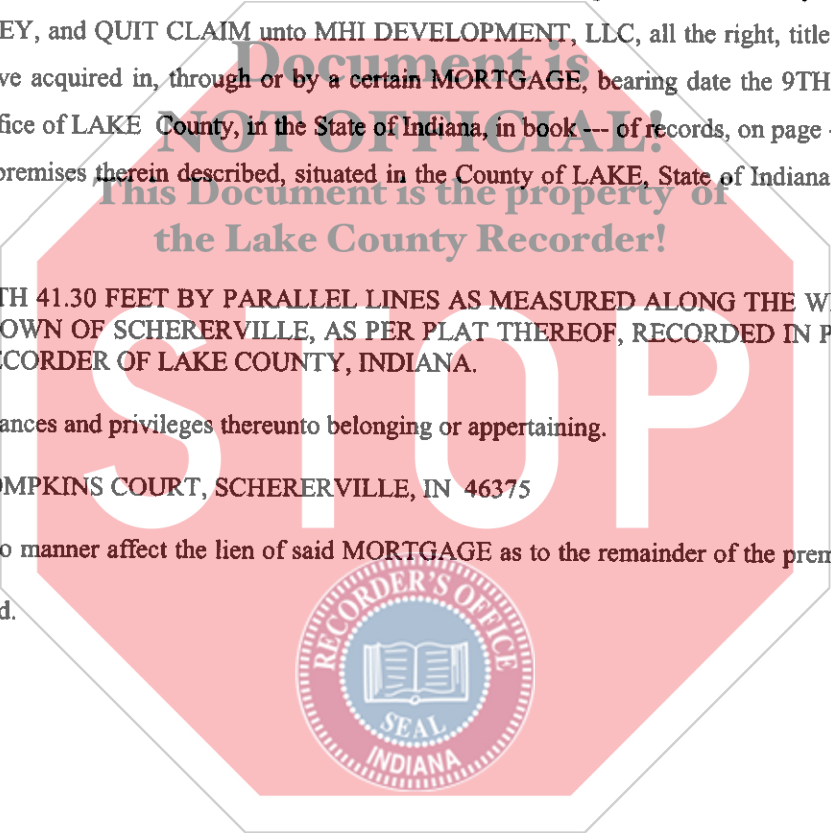 EY, and QUIT CLAIM unto MHI DEVELOPMENT, LLC, all the right, title
Document is
ve acquired in, through or by a certain MORTGAGE, bearing date the 9TH
NOT OFFICIAL!
fice of LAKE County, in the State of Indiana, in book --- of records, on page -
premises therein described, situated in the County of LAKE, State of Indiana
This Document is the property of
the Lake County Recorder!
TH 41.30 FEET BY PARALLEL LINES AS MEASURED ALONG THE W
OWN OF SCHERERVILLE, AS PER PLAT THEREOF, RECORDED IN P
ECORDER OF LAKE COUNTY, INDIANA.
STOP
ances and privileges thereunto belonging or appertaining.
OMPKINS COURT, SCHERERVILLE, IN 46375
o manner affect the lien of said MORTGAGE as to the remainder of the prem
d.
RECORDER'S OFFICE
SEAL
INDIANA